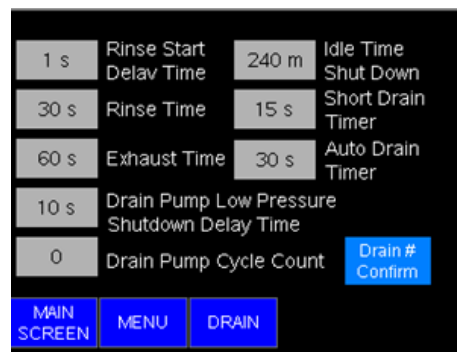 1 s
Rinse Start
Delay Time
240 m
Idle Time
Shut Down
30 s
Rinse Time
15 s
Short Drain
Timer
60 s
Exhaust Time
30 s
Auto Drain
Timer
10 s
Drain Pump Low Pressure
Shutdown Delay Time
0
Drain Pump Cycle Count
Drain #
Confirm
MAIN
SCREEN
MENU
DRAIN